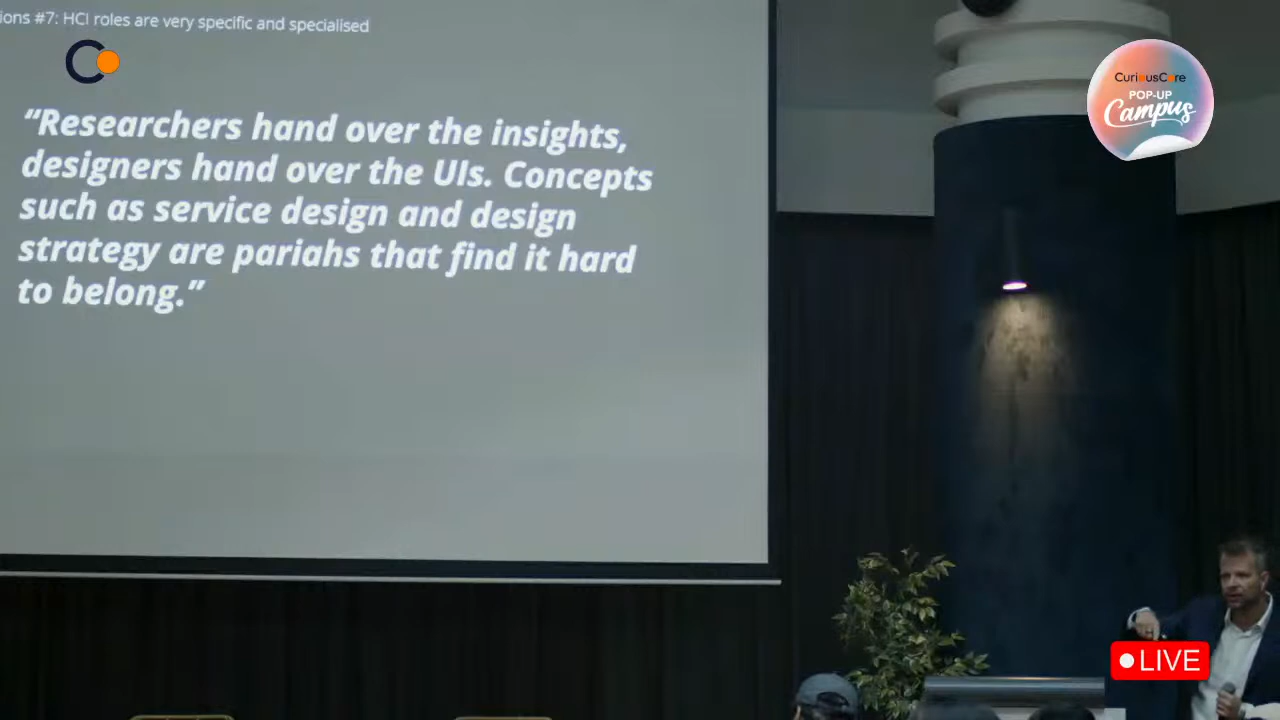 ions #7: HCI roles are very specific and specialised
“Researchers hand over the insights,
designers hand over the UIs. Concepts
such as service design and design
strategy are pariahs that find it hard
to belong.”
CuriousCore
POP-UP
Campus
LIVE